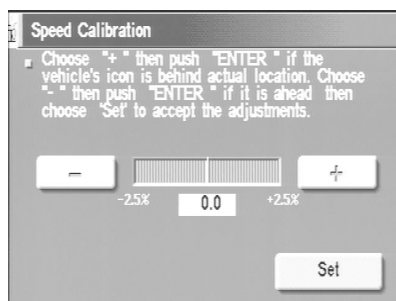 Speed Calibration
Choose "+ " then push "ENTER " if the
vehicle's icon is behind actual location. Choose
"- " then push "ENTER " if it is ahead then
choose 'Set' to accept the adjustments.
− +
-2.5% 0.0 +2.5%
Set